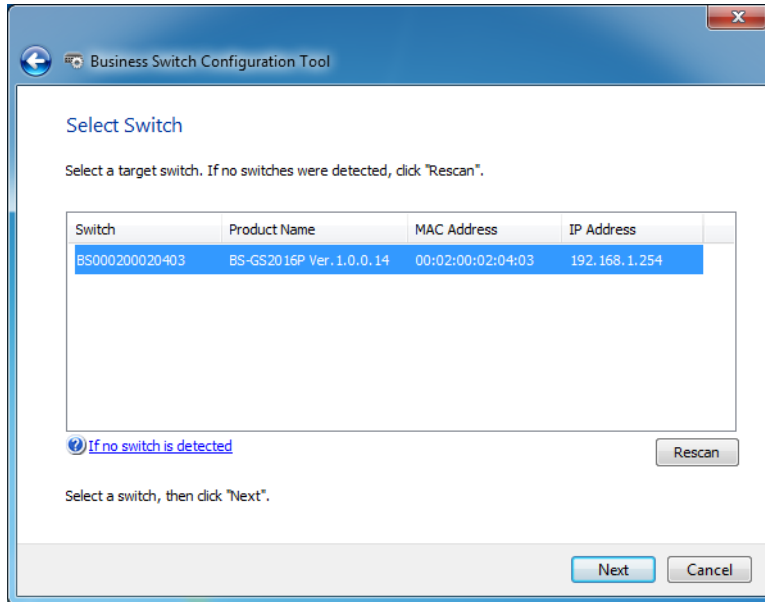 Business Switch Configuration Tool
Select Switch
Select a target switch. If no switches were detected, click "Rescan".
Switch Product Name MAC Address IP Address
BS000200020403 BS-GS2016P Ver.1.0.0.14 00:02:00:02:04:03 192.168.1.254
If no switch is detected
Rescan
Select a switch, then click "Next".
Next Cancel